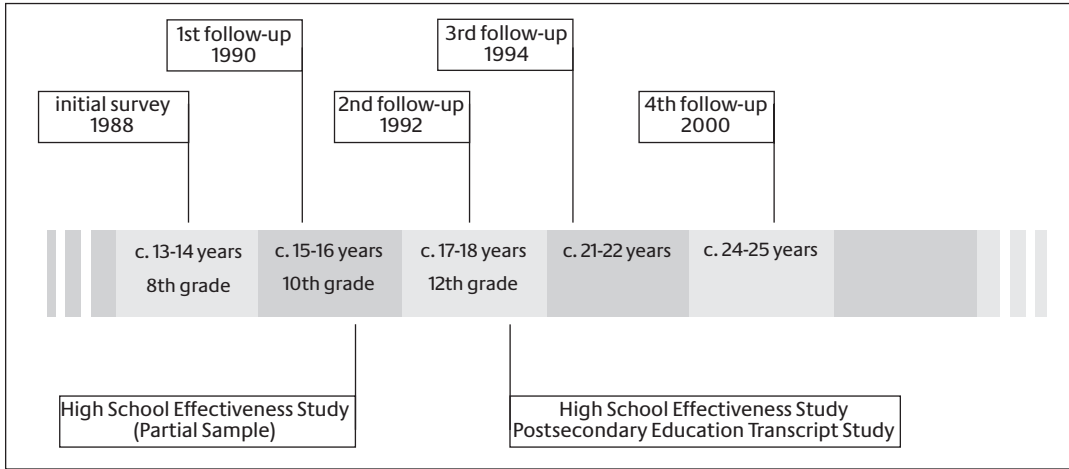 1st follow-up
1990
3rd follow-up
1994
initial survey
1988
2nd follow-up
1992
4th follow-up
2000
c. 13-14 years
8th grade
c. 15-16 years
10th grade
c. 17-18 years
12th grade
c. 21-22 years
c. 24-25 years
High School Effectiveness Study
(Partial Sample)
High School Effectiveness Study
Postsecondary Education Transcript Study